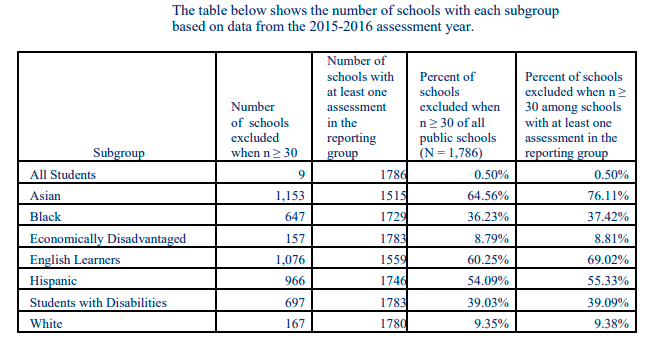 The table below shows the number of schools with each subgroup
based on data from the 2015-2016 assessment year.
Subgroup Number of schools excluded when n ≥ 30 Number of schools with at least one assessment in the reporting group Percent of schools excluded when n ≥ 30 of all public schools (N = 1,786) Percent of schools excluded when n ≥ 30 among schools with at least one assessment in the reporting group
All Students 9 1786 0.50% 0.50%
Asian 1,153 1515 64.56% 76.11%
Black 647 1729 36.23% 37.42%
Economically Disadvantaged 157 1783 8.79% 8.81%
English Learners 1,076 1559 60.25% 69.02%
Hispanic 966 1746 54.09% 55.33%
Students with Disabilities 697 1783 39.03% 39.09%
White 167 1780 9.35% 9.38%